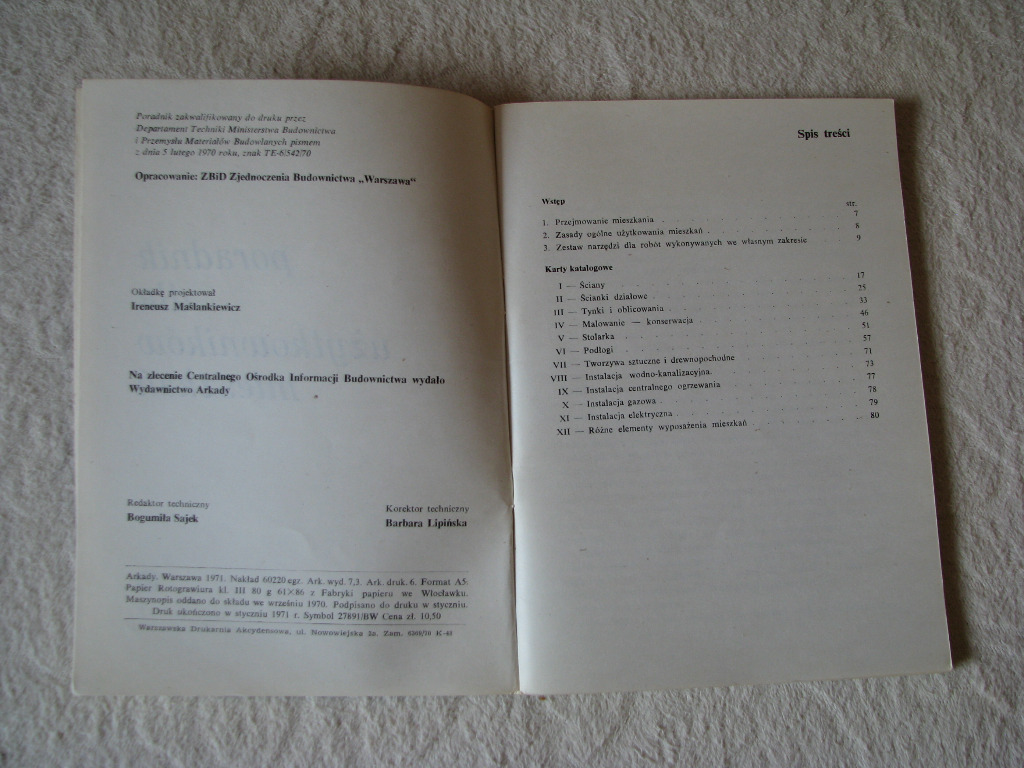 Poradnik zakwalifikowany do druku przez
Departament Techniki Ministerstwa Budownictwa
i Przemysłu Materiałów Budowlanych pismem
z dnia 5 lutego 1970 roku, znak TE-6/542/70
Opracowanie: ZBiD Zjednoczenia Budownictwa „Warszawa“
poradnik
użytkowników
Okładkę projektował
Ireneusz Maślankiewicz
Na zlecenie Centralnego Ośrodka Informacji Budownictwa wydało
Wydawnictwo Arkady
Redaktor techniczny
Bogumiła Sajek
Korektor techniczny
Barbara Lipińska
Arkady. Warszawa 1971. Nakład 60220 egz. Ark. wyd. 7,3. Ark. druk. 6. Format A5.
Papier Rotograwiura kl. III 80 g 61×86 z Fabryki papieru we Włocławku.
Maszynopis oddano do składu we wrześniu 1970. Podpisano do druku w styczniu.
Druk ukończono w styczniu 1971 r. Symbol 27891/BW Cena zł. 10,50
Warszawska Drukarnia Akcydensowa, ul. Nowowiejska 2a. Zam. 6360/70 K-48
Spis treści
str.
Wstęp
1. Przejmowanie mieszkania . . . . . . 7
2. Zasady ogólne użytkowania mieszkań . . . . . . 8
3. Zestaw narzędzi dla robót wykonywanych we własnym zakresie . . . 9
Karty katalogowe
I — Ściany . . . . . . 17
II — Ścianki działowe . . . . . . 25
III — Tynki i oblicowania . . . . . . 33
IV — Malowanie — konserwacja . . . . . . 46
V — Stolarka . . . . . . 51
VI — Podłogi . . . . . . 57
VII — Tworzywa sztuczne i drewnopochodne . . . . . . 71
VIII — Instalacja wodno-kanalizacyjna. . . . . . . 73
IX — Instalacja centralnego ogrzewania . . . . . . 77
X — Instalacja gazowa . . . . . . 78
XI — Instalacja elektryczna . . . . . . 79
XII — Różne elementy wyposażenia mieszkań . . . . . . 80